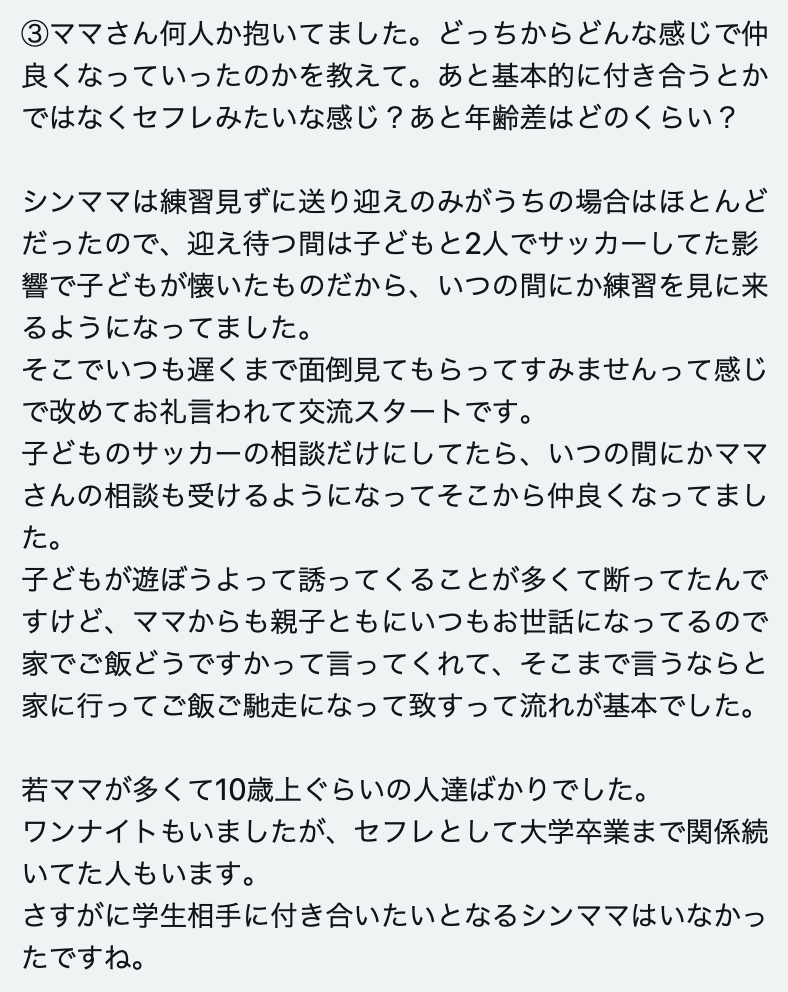 ③ママさん何人か抱いてました。どっちからどんな感じで仲
良くなっていったのかを教えて。あと基本的に付き合うとか
ではなくセフレみたいな感じ？あと年齢差はどのくらい？
シンママは練習見ずに送り迎えのみがうちの場合はほとんど
だったので、迎え待つ間は子どもと2人でサッカーしてた影
響で子どもが懐いたものだから、いつの間にか練習を見に来
るようになってました。
そこでいつも遅くまで面倒見てもらってすみませんって感じ
で改めてお礼言われて交流スタートです。
子どものサッカーの相談だけにしてたら、いつの間にかママ
さんの相談も受けるようになってそこから仲良くなってまし
た。
子どもが遊ぼうよって誘ってくることが多くて断ってたんで
すけど、ママからも親子ともにいつもお世話になってるので
家でご飯どうですかって言ってくれて、そこまで言うならと
家に行ってご飯ご馳走になって致すって流れが基本でした。
若ママが多くて10歳上ぐらいの人達ばかりでした。
ワンナイトもいましたが、セフレとして大学卒業まで関係続
いてた人もいます。
さすがに学生相手に付き合いたいとなるシンママはいなかっ
たですね。